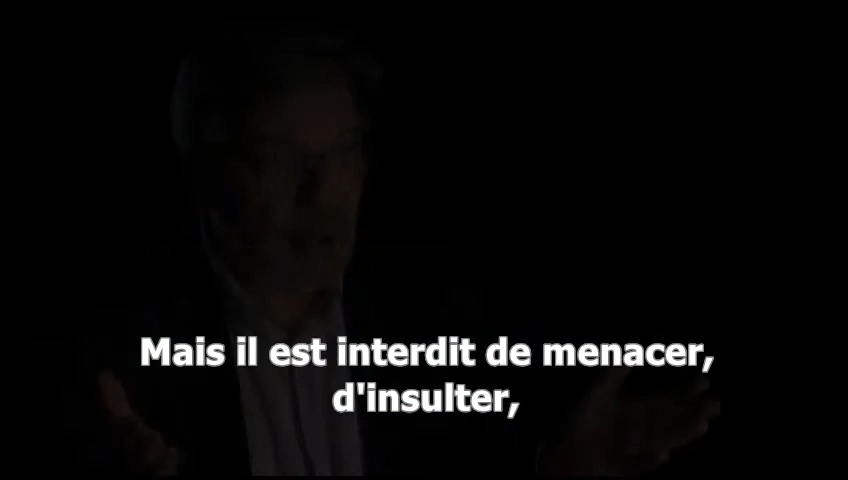 Mais il est interdit de menacer,
d'insulter,